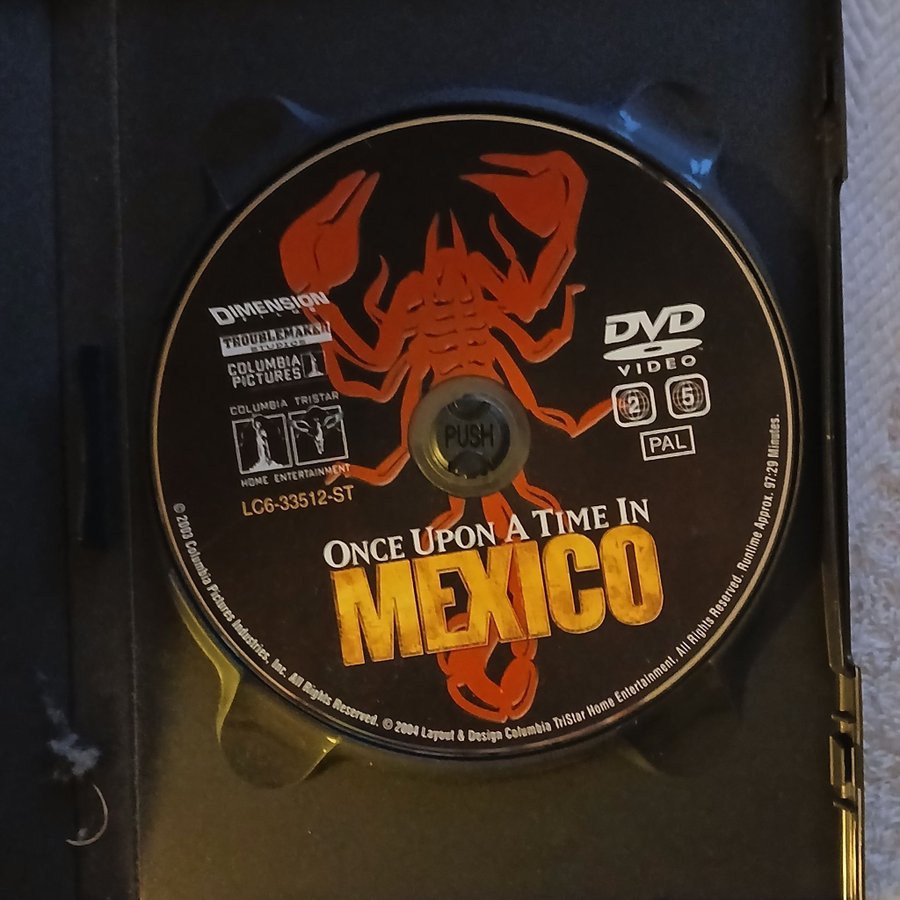 DIMENSION
TROUBLEMAKER
STUDIOS
COLUMBIA
PICTURES
COLUMBIA TRISTAR
HOME ENTERTAINMENT
LC6-33512-ST
DVD
VIDEO
2 5
PAL
PUSH
ONCE UPON A TIME IN
MEXICO
© 2003 Columbia Pictures Industries, Inc. All Rights Reserved. © 2004 Layout & Design Columbia TriStar Home Entertainment. All Rights Reserved. Runtime Approx. 97:29 Minutes.